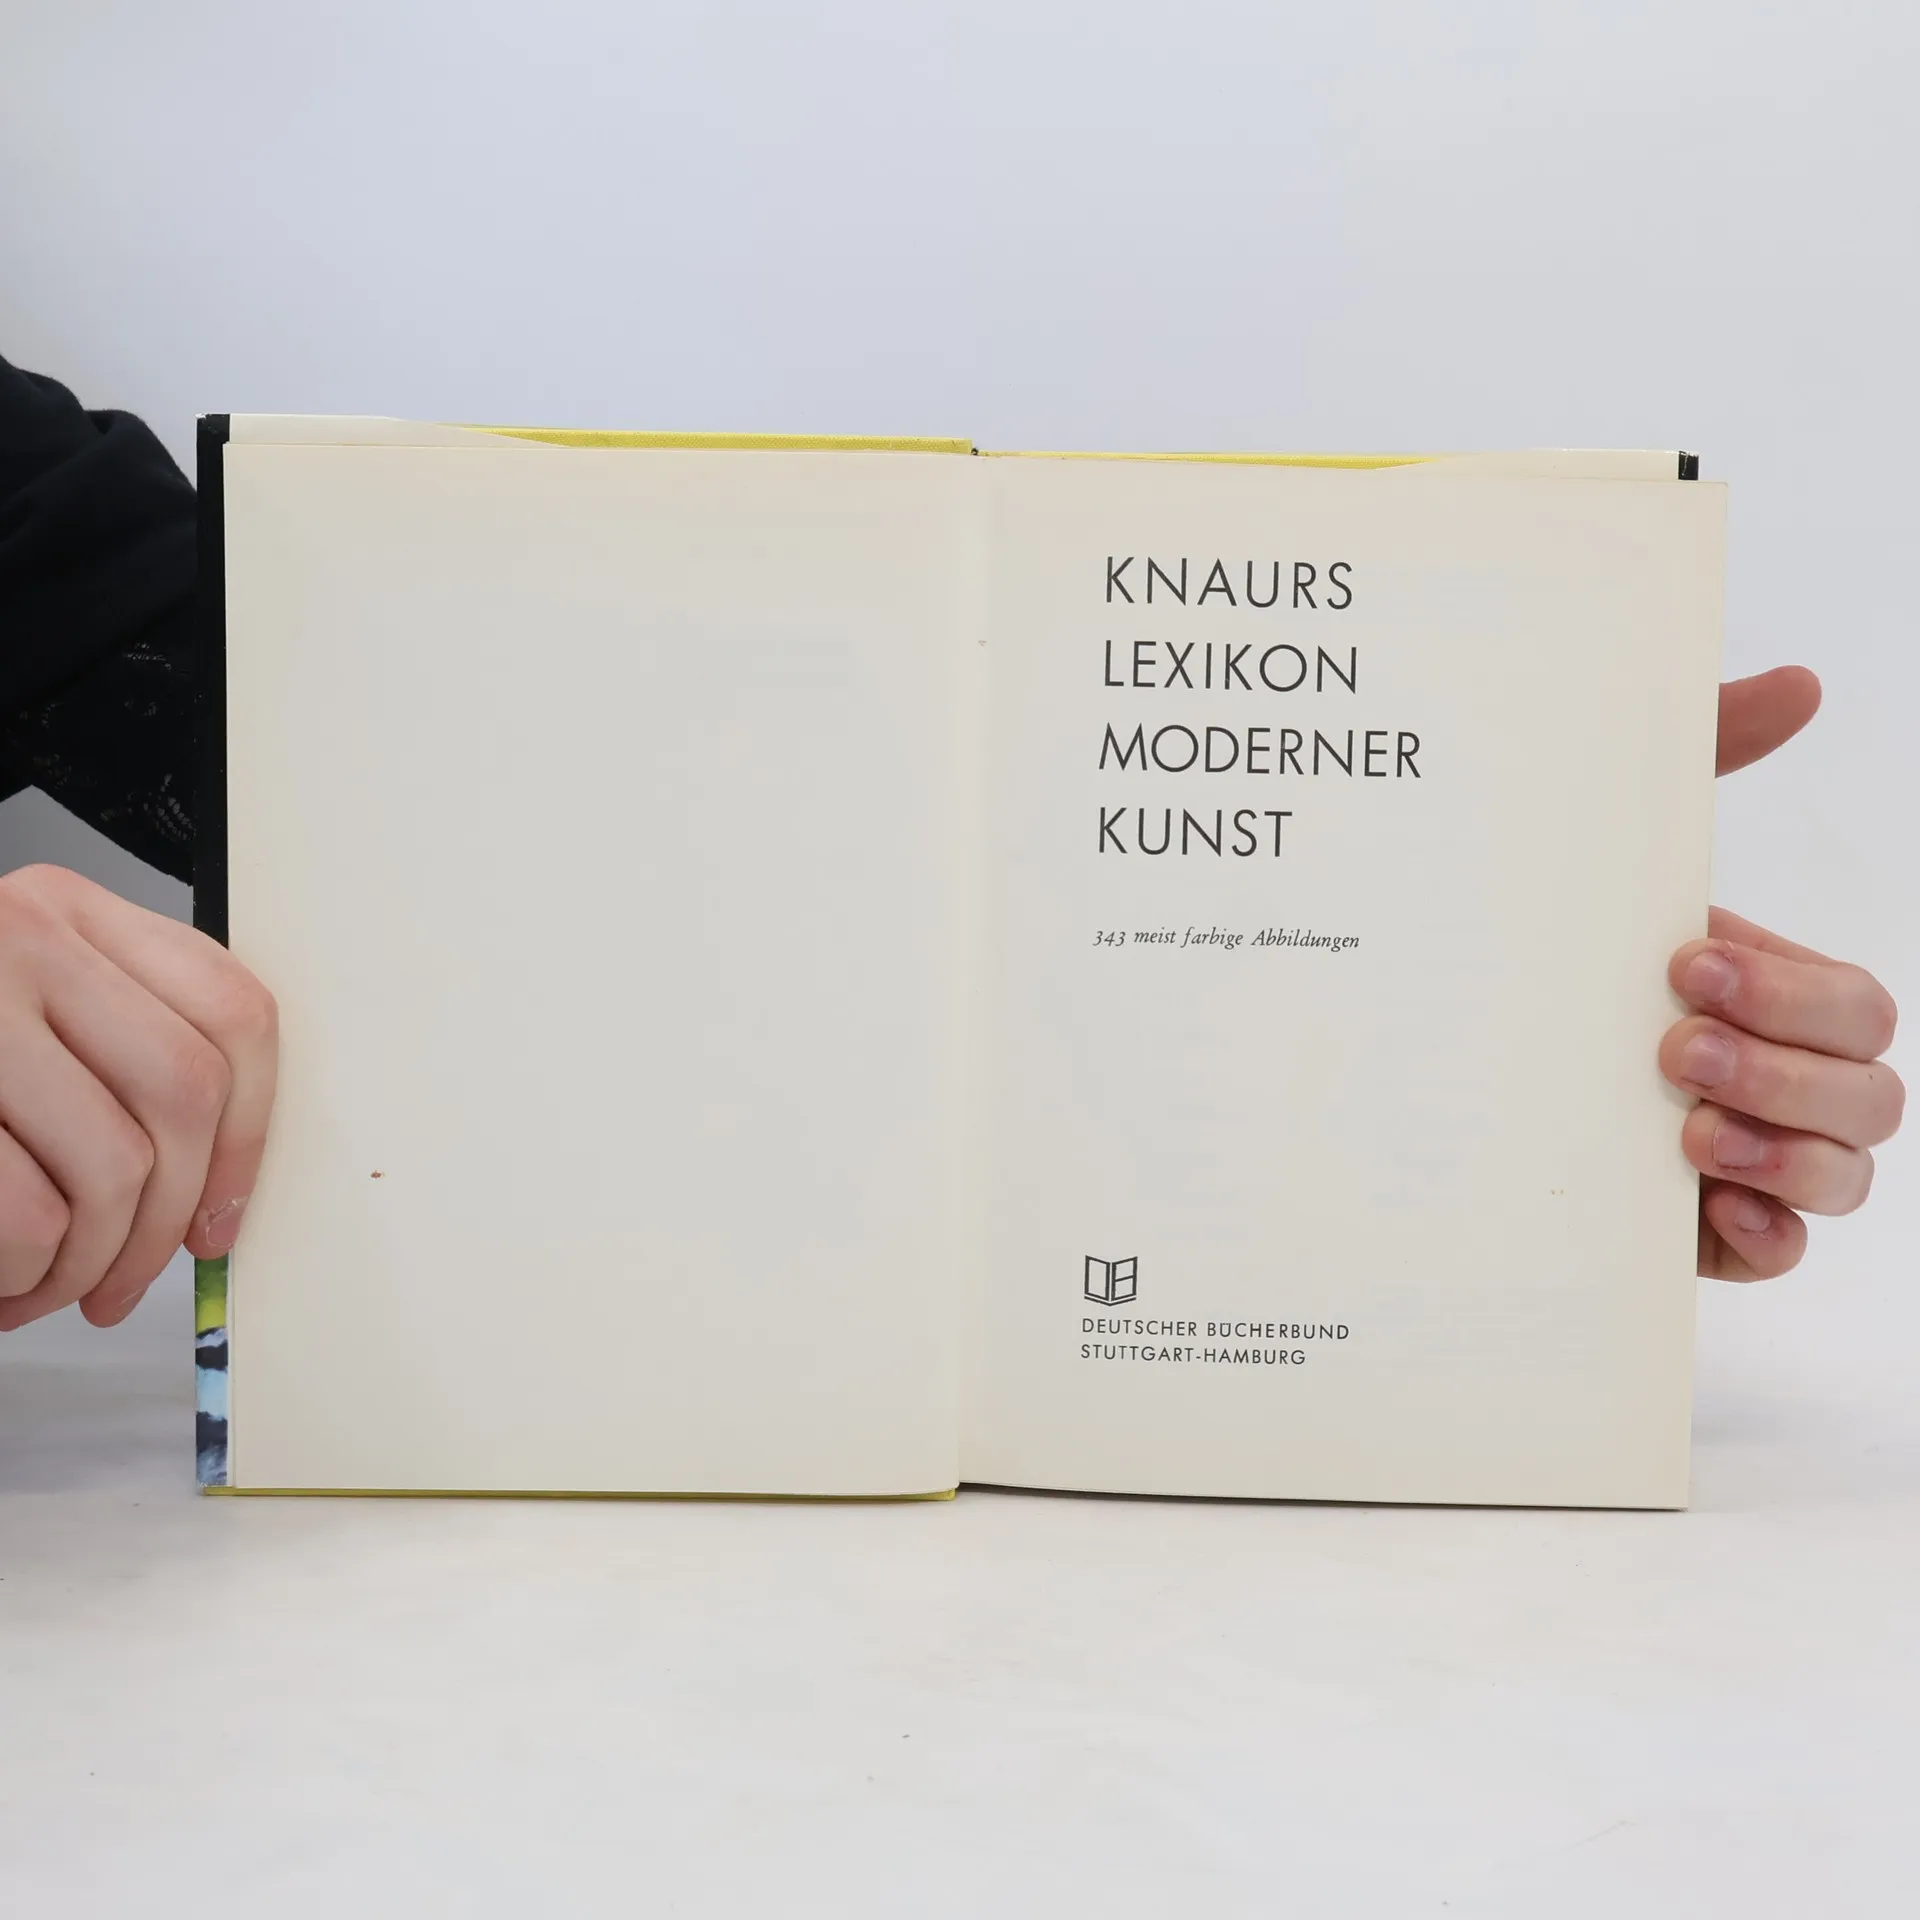 KNAURS
LEXIKON
MODERNER
KUNST
343 meist farbige Abbildungen
DEUTSCHER BÜCHERBUND
STUTTGART-HAMBURG